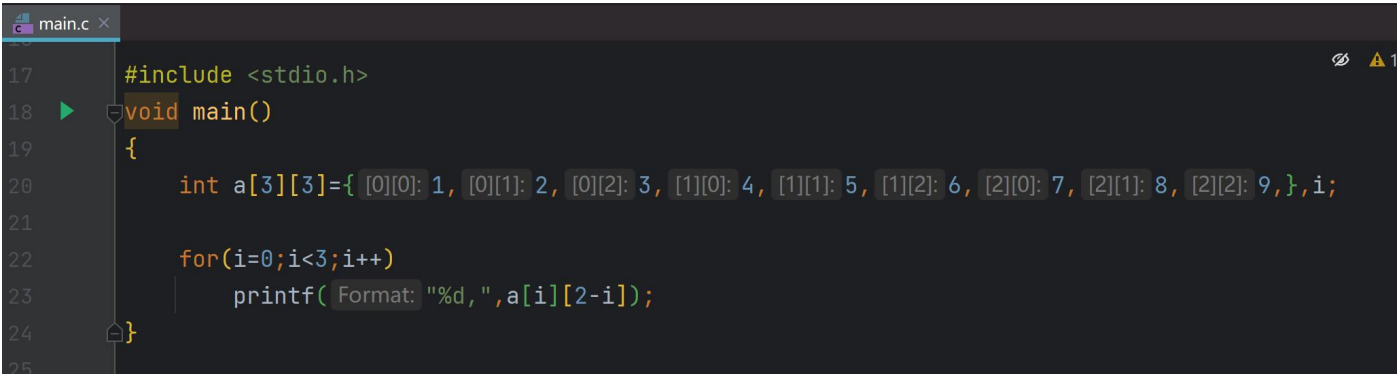 main.c ×
17 #include <stdio.h>
18 void main()
19 {
20 int a[3][3]={ [0][0]: 1, [0][1]: 2, [0][2]: 3, [1][0]: 4, [1][1]: 5, [1][2]: 6, [2][0]: 7, [2][1]: 8, [2][2]: 9,},i;
21
22 for(i=0;i<3;i++)
23 printf( Format: "%d,",a[i][2-i]);
24 }
25
1